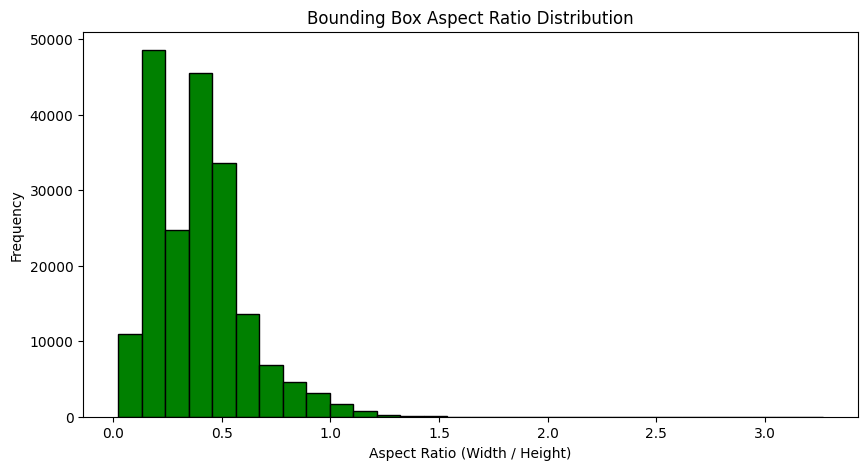 Bounding Box Aspect Ratio Distribution
50000
40000
30000
20000
10000
0
Frequency
0.0 0.5 1.0 1.5 2.0 2.5 3.0
Aspect Ratio (Width / Height)